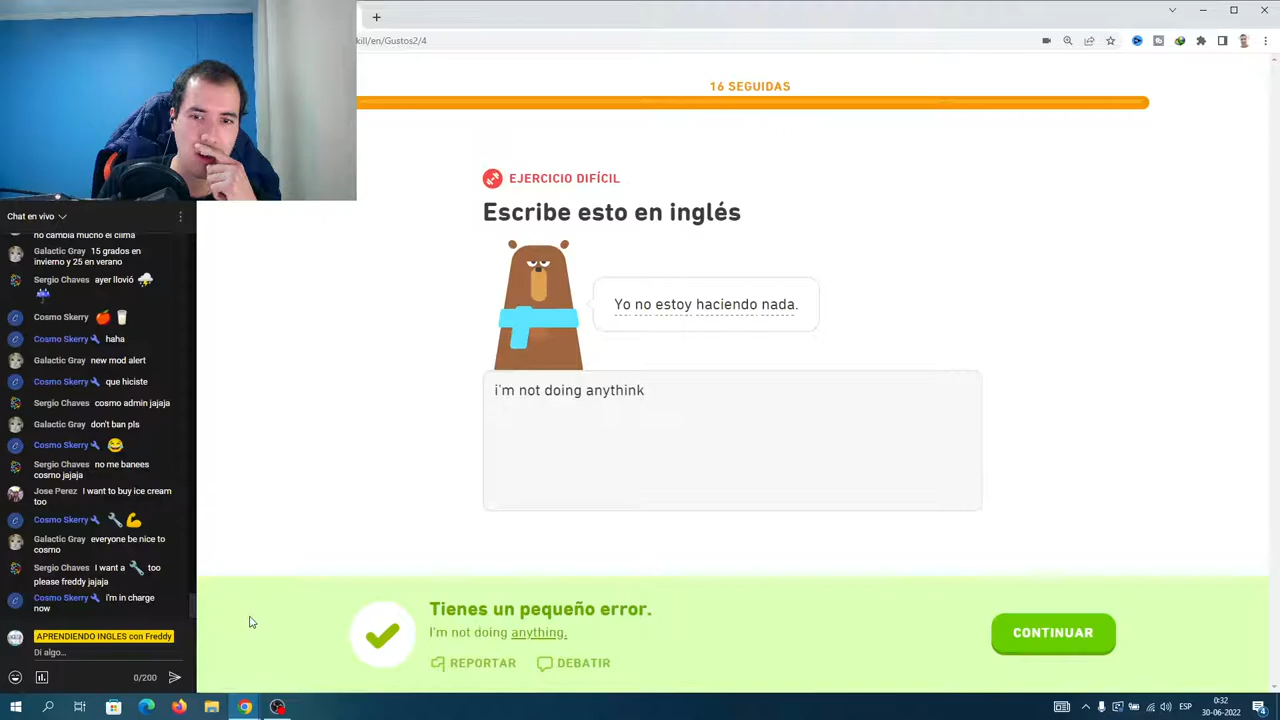 kill/en/Gustos2/4
16 SEGUIDAS
EJERCICIO DIFÍCIL
Escribe esto en inglés
Yo no estoy haciendo nada.
i'm not doing anythink
Tienes un pequeño error.
I'm not doing anything.
REPORTAR
DEBATIR
CONTINUAR
Chat en vivo
no cambia mucho el clima
Galactic Gray 15 grados en
invierno y 25 en verano
Sergio Chaves ayer llovió
Cosmo Skerry
Cosmo Skerry haha
Galactic Gray new mod alert
Cosmo Skerry que hiciste
Sergio Chaves cosmo admin jajaja
Galactic Gray don't ban pls
Cosmo Skerry
Sergio Chaves no me banees
cosmo jajaja
Jose Perez I want to buy ice cream
too
Cosmo Skerry
Galactic Gray everyone be nice to
cosmo
Sergio Chaves I want a too
please freddy jajaja
Cosmo Skerry i'm in charge
now
APRENDIENDO INGLES con Freddy
Di algo...
0/200
ESP
0:32
30-06-2022
4